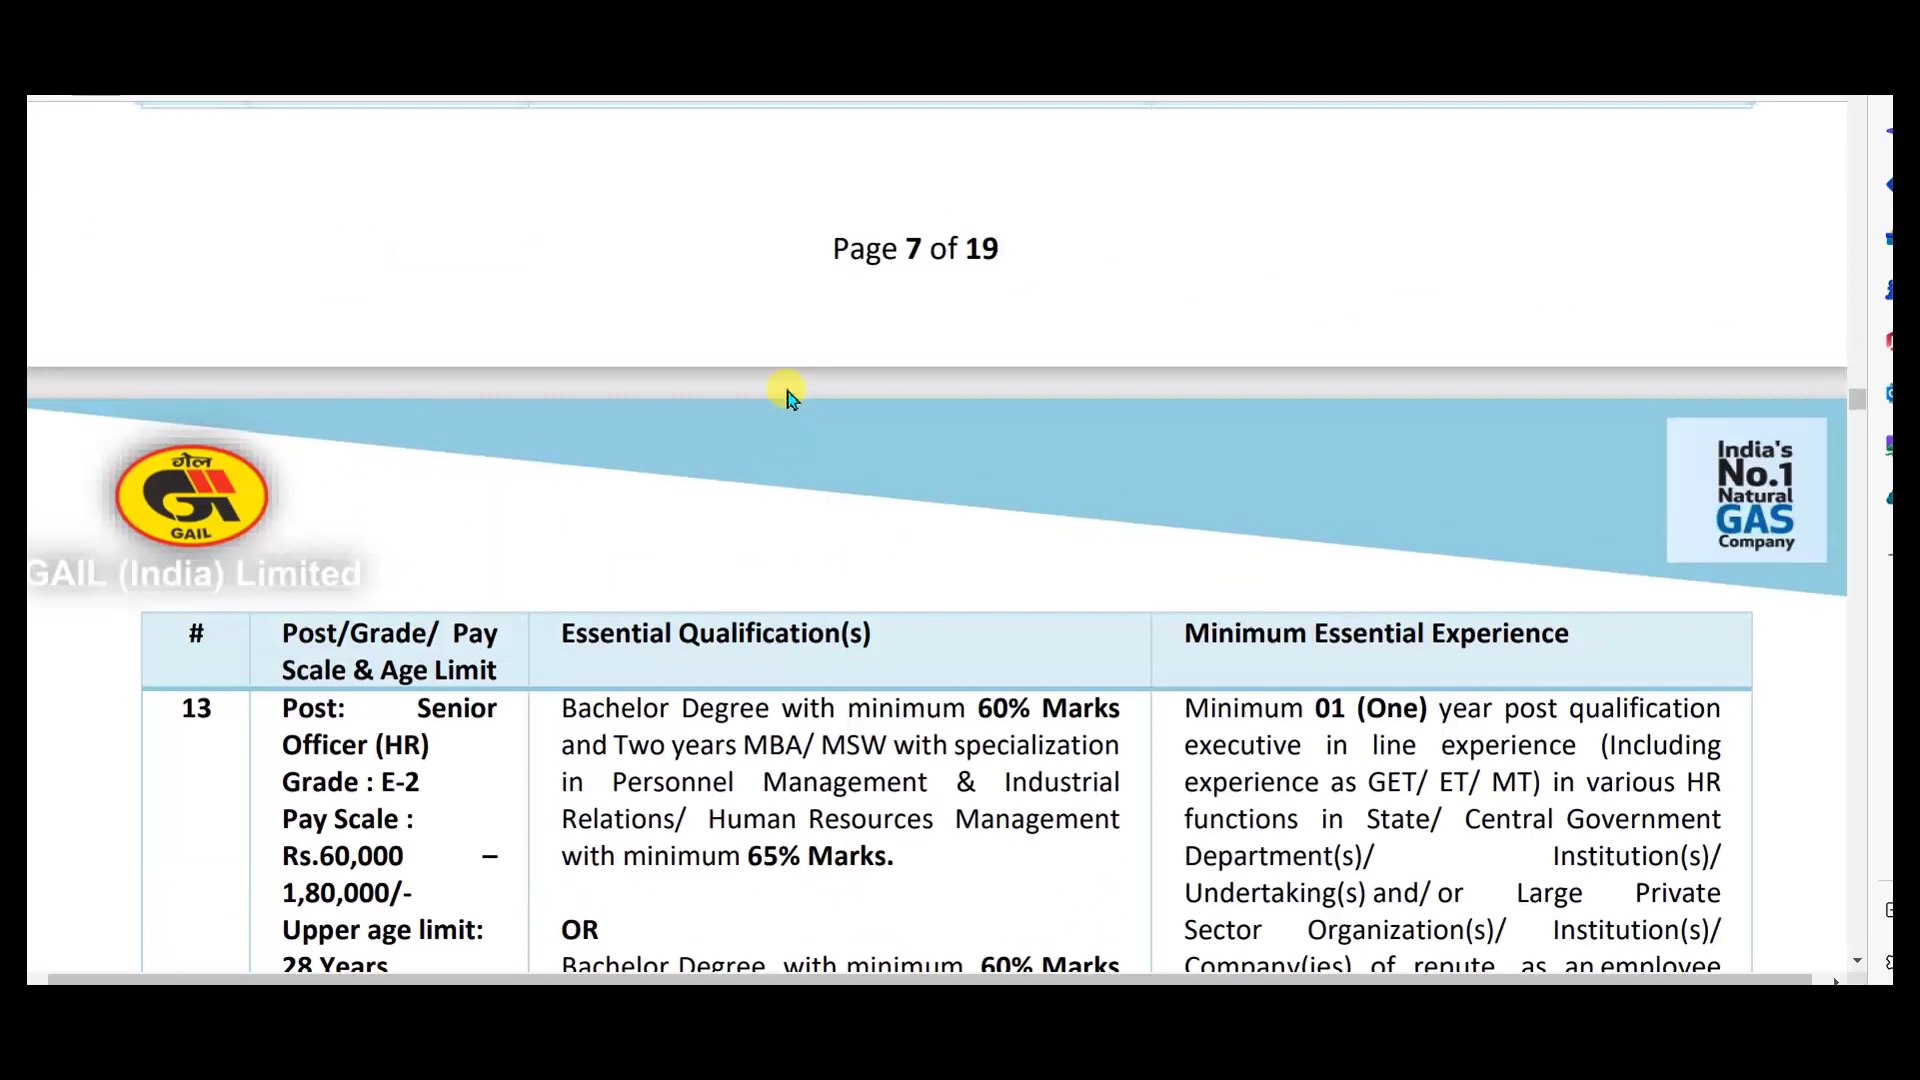 Page 7 of 19
गेल
GAIL
GAIL (India) Limited
India's
No.1
Natural
GAS
Company
# Post/Grade/ Pay Scale & Age Limit Essential Qualification(s) Minimum Essential Experience
13
Post: Senior
Officer (HR)
Grade : E-2
Pay Scale :
Rs.60,000 –
1,80,000/-
Upper age limit:
28 Years
Bachelor Degree with minimum 60% Marks
and Two years MBA/ MSW with specialization
in Personnel Management & Industrial
Relations/ Human Resources Management
with minimum 65% Marks.
OR
Bachelor Degree with minimum 60% Marks
Minimum 01 (One) year post qualification
executive in line experience (Including
experience as GET/ ET/ MT) in various HR
functions in State/ Central Government
Department(s)/ Institution(s)/
Undertaking(s) and/ or Large Private
Sector Organization(s)/ Institution(s)/
Company(ies) of repute as an employee